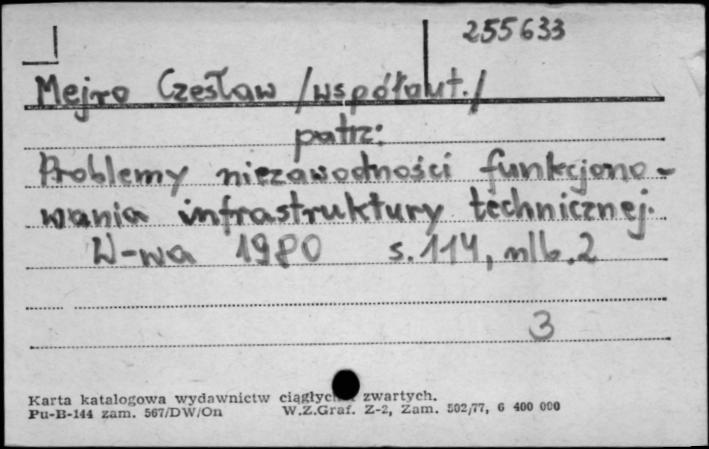 255633
Mejro Czesław /współaut./
patrz:
Problemy niezawodności funkcjono-
wania infrastruktury technicznej.
W-wa 1980 s.114, nlb.2
3
Karta katalogowa wydawnictw ciągłych zwartych.
Pu-B-144 zam. 567/DW/On W.Z.Graf. Z-2, Zam. 502/77, 6 400 000